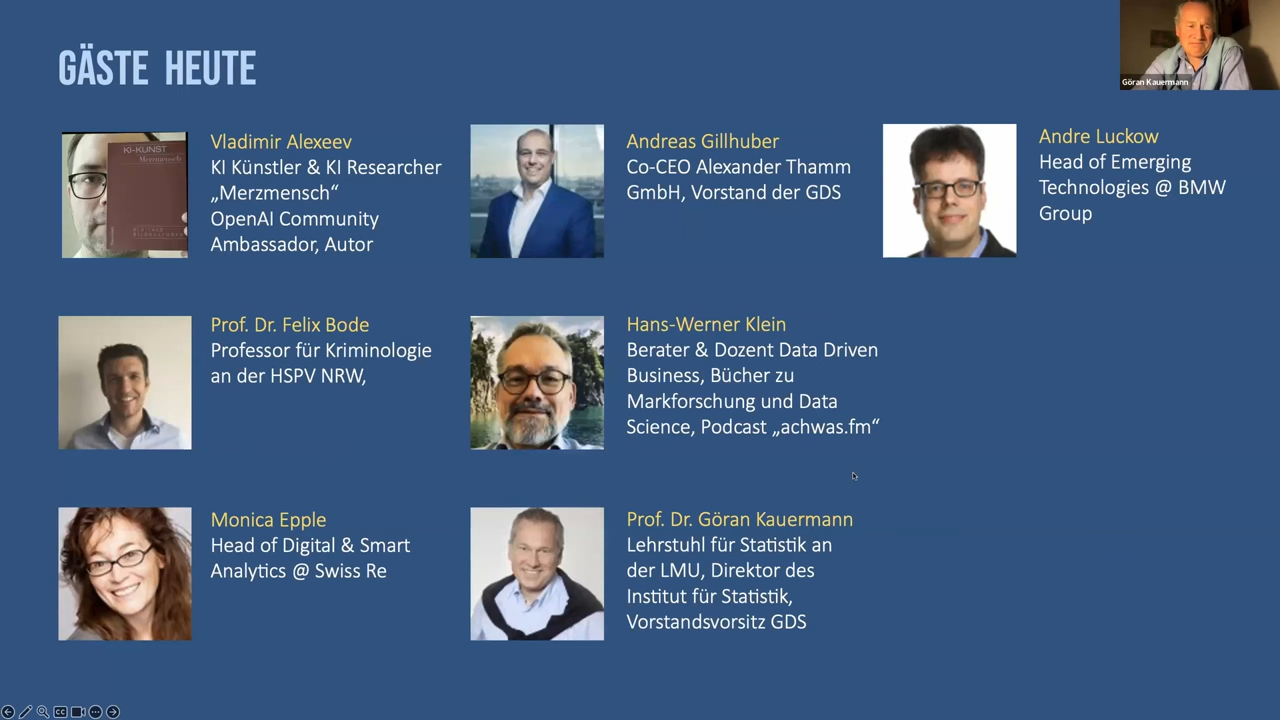 GÄSTE HEUTE
Göran Kauermann
KI-KUNST
Merzmensch
Vladimir Alexeev
KI Künstler & KI Researcher
„Merzmensch“
OpenAI Community
Ambassador, Autor
Andreas Gillhuber
Co-CEO Alexander Thamm
GmbH, Vorstand der GDS
Andre Luckow
Head of Emerging
Technologies @ BMW
Group
Prof. Dr. Felix Bode
Professor für Kriminologie
an der HSPV NRW,
Hans-Werner Klein
Berater & Dozent Data Driven
Business, Bücher zu
Markforschung und Data
Science, Podcast „achwas.fm“
Monica Epple
Head of Digital & Smart
Analytics @ Swiss Re
Prof. Dr. Göran Kauermann
Lehrstuhl für Statistik an
der LMU, Direktor des
Institut für Statistik,
Vorstandsvorsitz GDS
CC